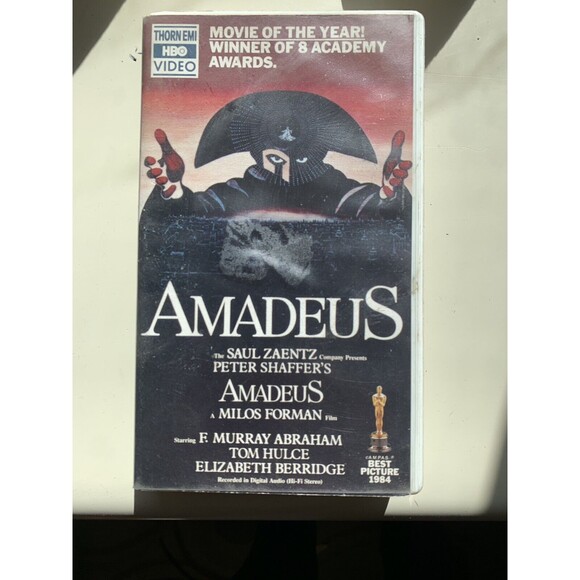 THORN EMI
HBO
VIDEO
MOVIE OF THE YEAR!
WINNER OF 8 ACADEMY
AWARDS.
AMADEUS
The SAUL ZAENTZ Company Presents
PETER SHAFFER'S
AMADEUS
A MILOS FORMAN Film
Starring F. MURRAY ABRAHAM
TOM HULCE
ELIZABETH BERRIDGE
Recorded in Digital Audio (Hi-Fi Stereo)
©A.M.P.A.S.®
BEST
PICTURE
1984